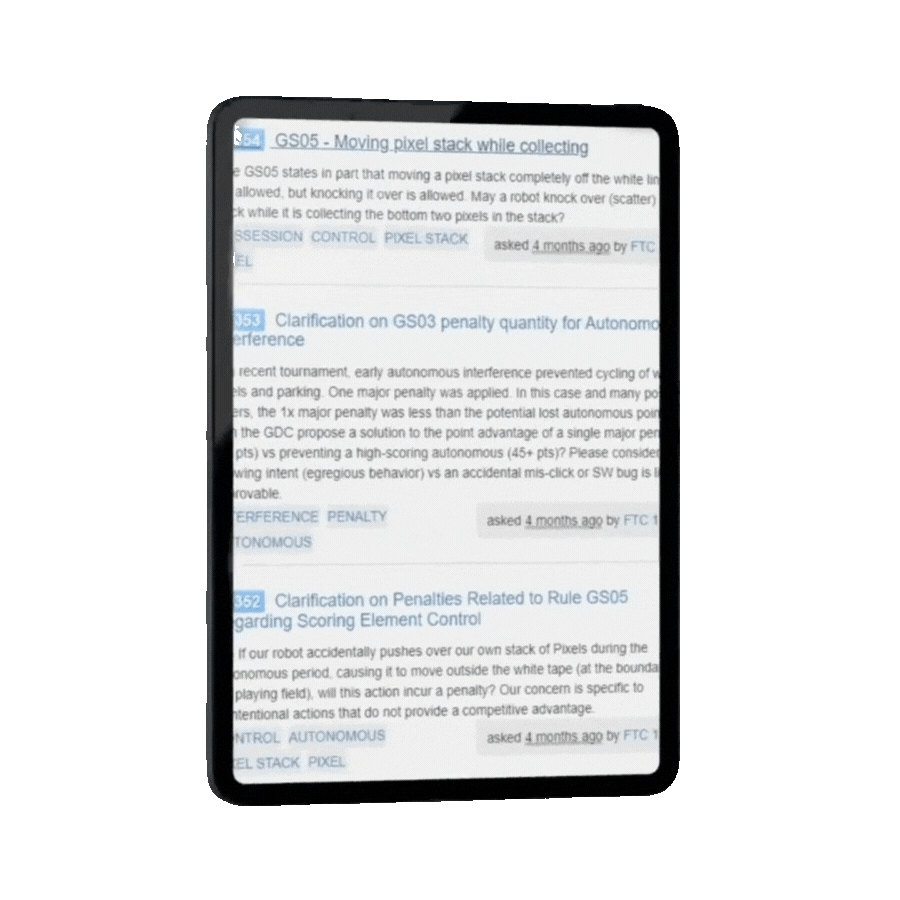 354 GS05 - Moving pixel stack while collecting
e GS05 states in part that moving a pixel stack completely off the white lin
allowed, but knocking it over is allowed. May a robot knock over (scatter)
ck while it is collecting the bottom two pixels in the stack?
SSESSION CONTROL PIXEL STACK
asked 4 months ago by FTC
EL
353 Clarification on GS03 penalty quantity for Autonomo
erference
recent tournament, early autonomous interference prevented cycling of w
els and parking. One major penalty was applied. In this case and many po
ers, the 1x major penalty was less than the potential lost autonomous poin
the GDC propose a solution to the point advantage of a single major pen
pts) vs preventing a high-scoring autonomous (45+ pts)? Please consider
wing intent (egregious behavior) vs an accidental mis-click or SW bug is li
rovable.
ERFERENCE PENALTY
asked 4 months ago by FTC 1
TONOMOUS
352 Clarification on Penalties Related to Rule GS05
garding Scoring Element Control
If our robot accidentally pushes over our own stack of Pixels during the
onomous period, causing it to move outside the white tape (at the bounda
playing field), will this action incur a penalty? Our concern is specific to
ntentional actions that do not provide a competitive advantage.
NTROL AUTONOMOUS
asked 4 months ago by FTC 1
EL STACK PIXEL